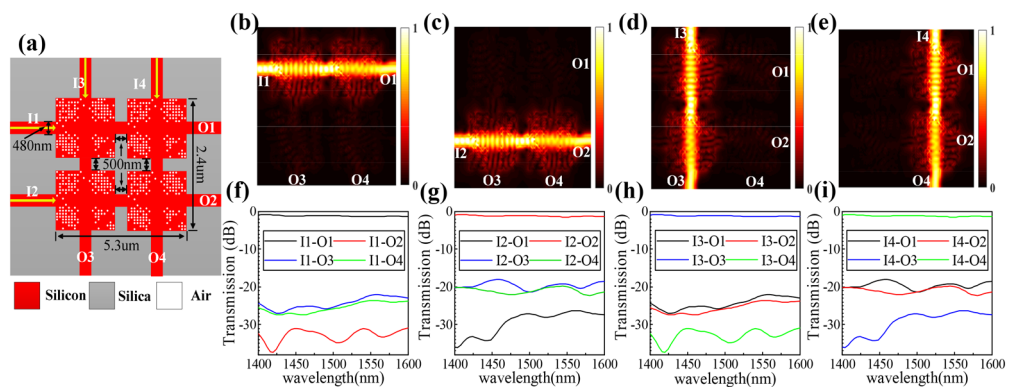 (a)
I3
I4
I1
O1
480nm
500nm
2.4um
I2
O2
5.3um
O3
O4
Silicon
Silica
Air
(b)
1
I1
O1
O3
O4
0
(c)
1
O1
I2
O2
O3
O4
0
(d)
1
I3
O1
O2
O3
O4
0
(e)
1
I4
O1
O2
O3
O4
0
(f)
Transmission (dB)
0
-10
-20
-30
I1-O1
I1-O2
I1-O3
I1-O4
1400 1450 1500 1550 1600
wavelength(nm)
(g)
Transmission (dB)
0
-10
-20
-30
I2-O1
I2-O2
I2-O3
I2-O4
1400 1450 1500 1550 1600
wavelength(nm)
(h)
Transmission (dB)
0
-10
-20
-30
I3-O1
I3-O2
I3-O3
I3-O4
1400 1450 1500 1550 1600
wavelength(nm)
(i)
Transmission (dB)
0
-10
-20
-30
I4-O1
I4-O2
I4-O3
I4-O4
1400 1450 1500 1550 1600
wavelength(nm)